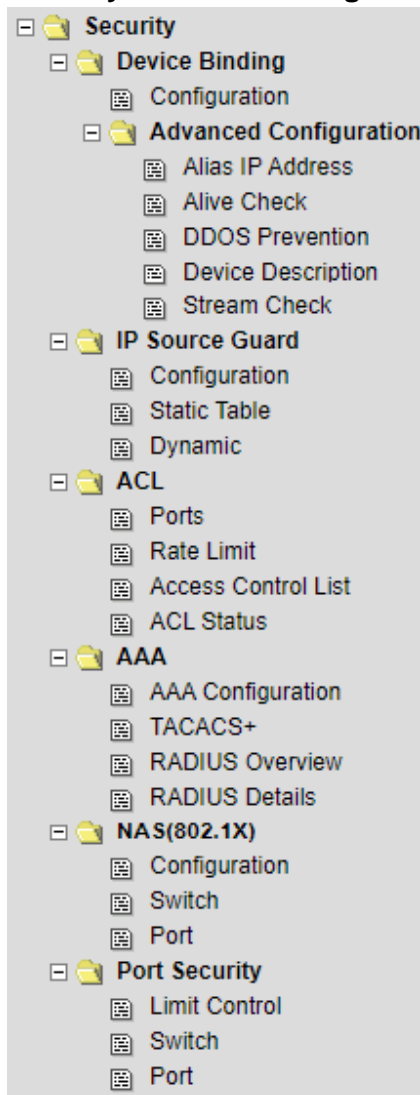 Security
Device Binding
Configuration
Advanced Configuration
Alias IP Address
Alive Check
DDOS Prevention
Device Description
Stream Check
IP Source Guard
Configuration
Static Table
Dynamic
ACL
Ports
Rate Limit
Access Control List
ACL Status
AAA
AAA Configuration
TACACS+
RADIUS Overview
RADIUS Details
NAS(802.1X)
Configuration
Switch
Port
Port Security
Limit Control
Switch
Port